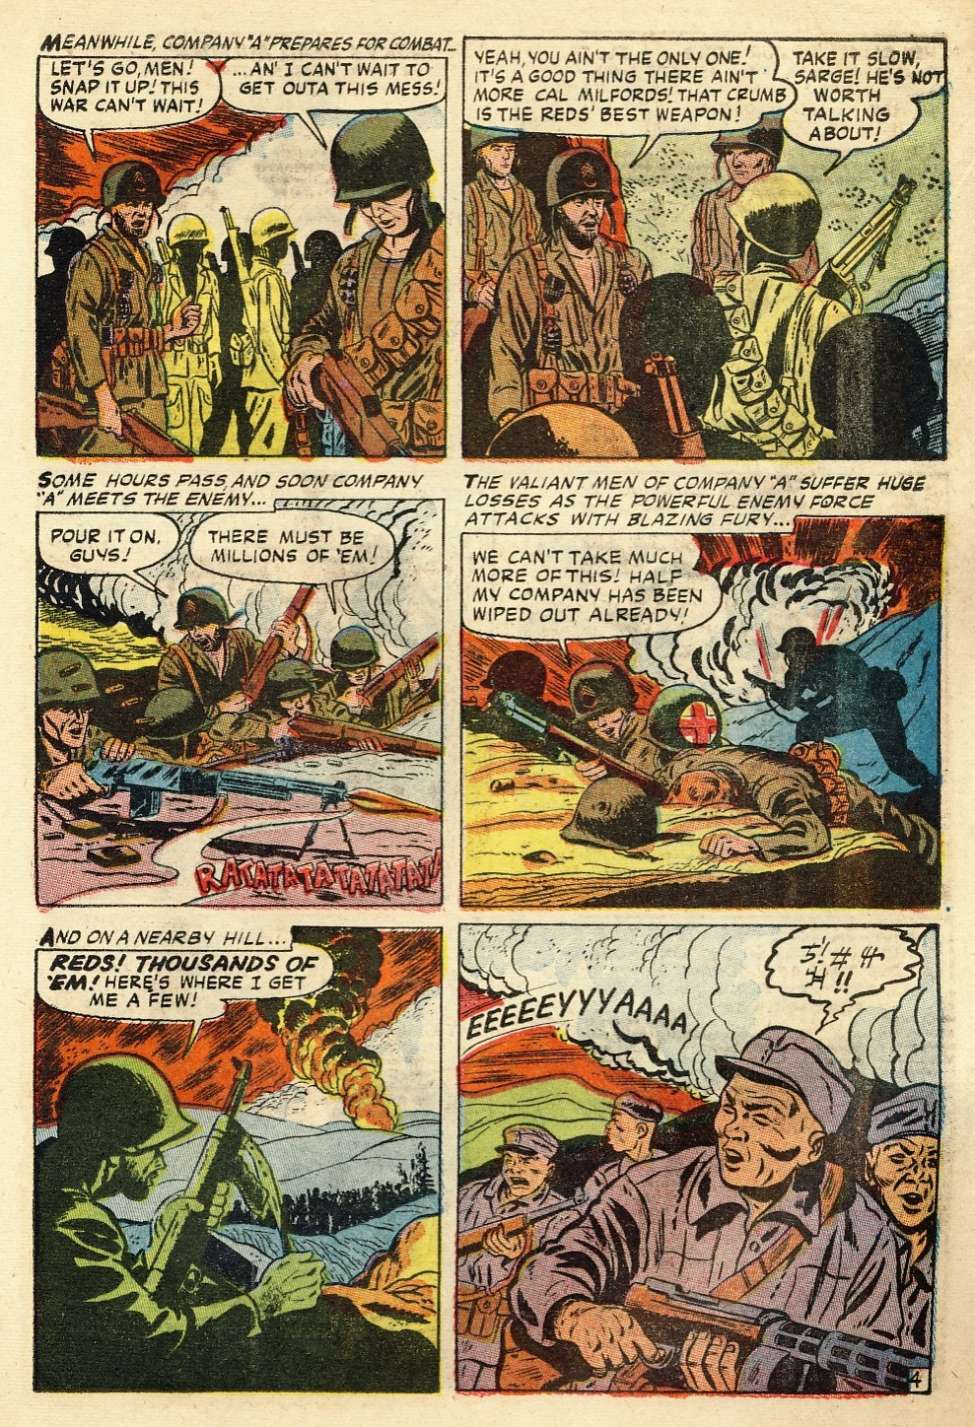 MEANWHILE, COMPANY "A" PREPARES FOR COMBAT...
LET'S GO, MEN!
SNAP IT UP! THIS
WAR CAN'T WAIT!
...AN' I CAN'T WAIT TO
GET OUTA THIS MESS!
YEAH, YOU AIN'T THE ONLY ONE!
IT'S A GOOD THING THERE AIN'T
MORE CAL MILFORDS! THAT CRUMB
IS THE REDS' BEST WEAPON!
TAKE IT SLOW,
SARGE! HE'S NOT
WORTH
TALKING
ABOUT!
SOME HOURS PASS AND SOON COMPANY
"A" MEETS THE ENEMY...
POUR IT ON,
GUYS!
THERE MUST BE
MILLIONS OF 'EM!
RATATATATATATATAT
THE VALIANT MEN OF COMPANY "A" SUFFER HUGE
LOSSES AS THE POWERFUL ENEMY FORCE
ATTACKS WITH BLAZING FURY...
WE CAN'T TAKE MUCH
MORE OF THIS! HALF
MY COMPANY HAS BEEN
WIPED OUT ALREADY!
AND ON A NEARBY HILL...
REDS! THOUSANDS OF
'EM! HERE'S WHERE I GET
ME A FEW!
EEEEEYYYAAAA
4